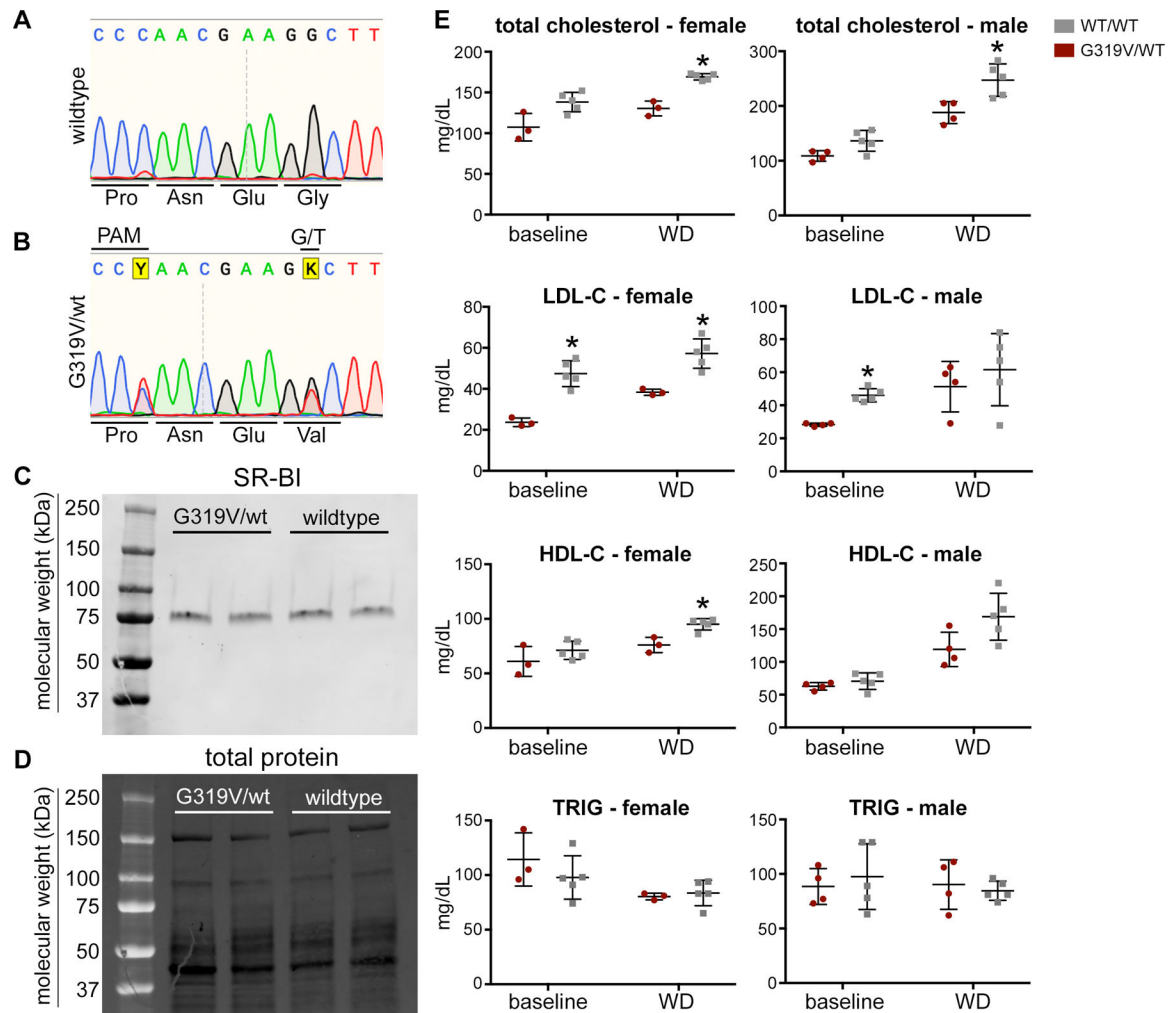 A
C C C A A C G A A G G C T T
wildtype
Pro Asn Glu Gly
B
PAM G/T
C C Y A A C G A A G K C T T
G319V/wt
Pro Asn Glu Val
C
SR-BI
molecular weight (kDa)
250
150
100
75
50
37
G319V/wt wildtype
D
total protein
molecular weight (kDa)
250
150
100
75
50
37
G319V/wt wildtype
E
WT/WT
G319V/WT
total cholesterol - female
mg/dL
200
150
100
50
0
*
baseline WD
total cholesterol - male
300
200
100
0
*
baseline WD
LDL-C - female
mg/dL
80
60
40
20
0
* *
baseline WD
LDL-C - male
100
80
60
40
20
0
*
baseline WD
HDL-C - female
mg/dL
150
100
50
0
*
baseline WD
HDL-C - male
250
200
150
100
50
0
baseline WD
TRIG - female
mg/dL
150
100
50
0
baseline WD
TRIG - male
150
100
50
0
baseline WD